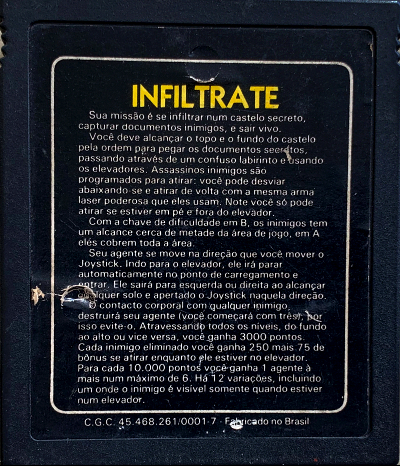 INFILTRATE
Sua missão é se infiltrar num castelo secreto,
capturar documentos inimigos, e sair vivo.
Você deve alcançar o topo e o fundo do castelo
pela ordem para pegar os documentos secretos,
passando através de um confuso labirinto e usando
os elevadores. Assassinos inimigos são
programados para atirar: você pode desviar
abaixando-se e atirar de volta com a mesma arma
laser poderosa que eles usam. Note você só pode
atirar se estiver em pé e fora do elevador.
Com a chave de dificuldade em B, os inimigos tem
um alcance cerca de metade da área de jogo, em A
eles cobrem toda a área.
Seu agente se move na direção que você mover o
Joystick. Indo para o elevador, ele irá parar
automaticamente no ponto de carregamento e
entrar. Ele sairá para esquerda ou direita ao alcançar
qualquer solo e apertado o Joystick naquela direção.
O contacto corporal com qualquer inimigo
destruirá seu agente (você começará com três), por
isso evite-o. Atravessando todos os níveis, do fundo
ao alto ou vice versa, você ganha 3000 pontos.
Cada inimigo eliminado você ganha 250 mais 75 de
bônus se atirar enquanto ele estiver no elevador.
Para cada 10.000 pontos você ganha 1 agente à
mais num máximo de 6. Há 12 variações, incluindo
um onde o inimigo é visível somente quando estiver
num elevador.
C.G.C. 45.468.261/0001-7 - Fabricado no Brasil